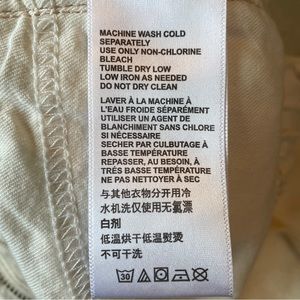 MACHINE WASH COLD
SEPARATELY
USE ONLY NON-CHLORINE
BLEACH
TUMBLE DRY LOW
LOW IRON AS NEEDED
DO NOT DRY CLEAN
LAVER À LA MACHINE À
L'EAU FROIDE SÉPARÉMENT
UTILISER UN AGENT DE
BLANCHIMENT SANS CHLORE
SI NÉCESSAIRE
SECHER PAR CULBUTAGE À
BASSE TEMPÉRATURE
REPASSER, AU BESOIN, À
TRÈS BASSE TEMPÉRATURE
NE PAS NETTOYER À SEC
与其他衣物分开用冷
水机洗仅使用无氯漂
白剂
低温烘干低温熨烫
不可干洗
30